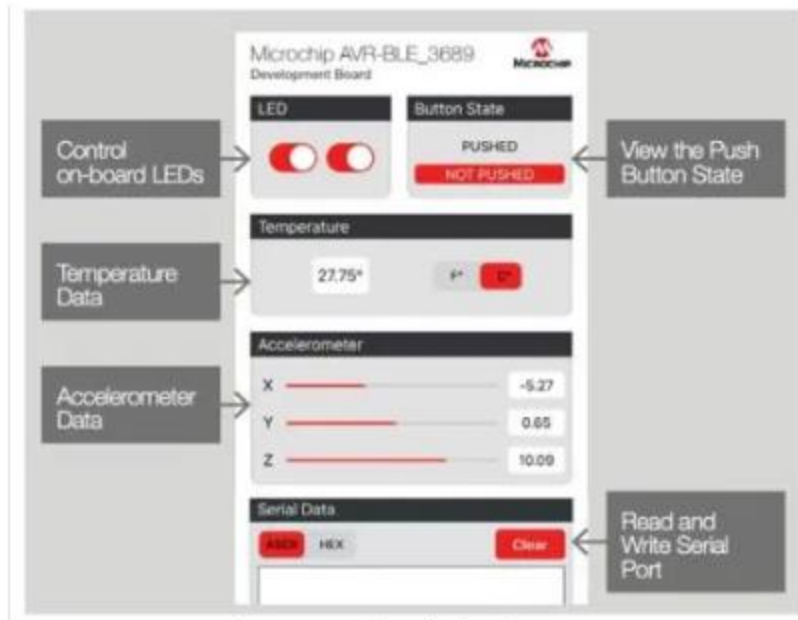 Microchip AVR-BLE_3689
MICROCHIP
Development Board
LED
Button State
Control
on-board LEDs
PUSHED
NOT PUSHED
View the Push
Button State
Temperature
Temperature
Data
27.75°
F°
C°
Accelerometer
Accelerometer
Data
X
-5.27
Y
0.65
Z
10.09
Serial Data
ASCII
HEX
Clear
Read and
Write Serial
Port